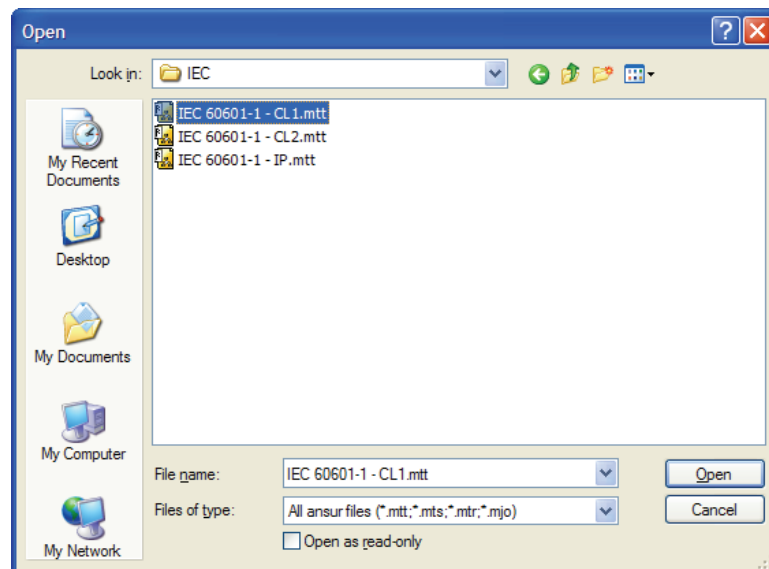 Open
Look in:
IEC
IEC 60601-1 - CL1.mtt
IEC 60601-1 - CL2.mtt
IEC 60601-1 - IP.mtt
My Recent
Documents
Desktop
My Documents
My Computer
My Network
File name:
IEC 60601-1 - CL1.mtt
Open
Files of type:
All ansur files (*.mtt;*.mts;*.mtr;*.mjo)
Cancel
Open as read-only